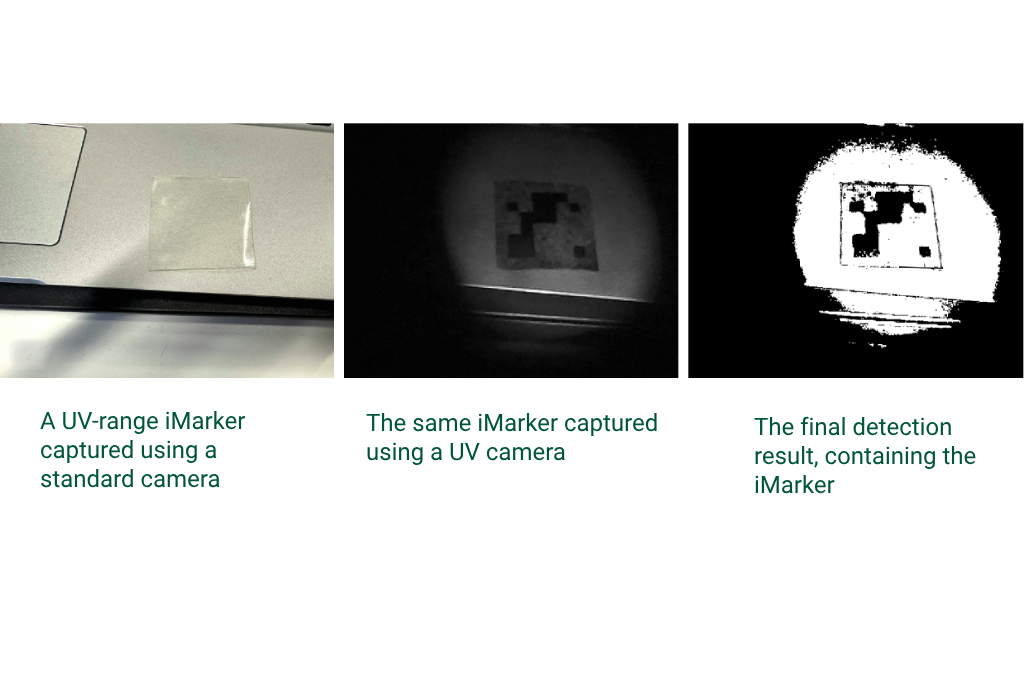 A UV-range iMarker
captured using a
standard camera
The same iMarker captured
using a UV camera
The final detection
result, containing the
iMarker